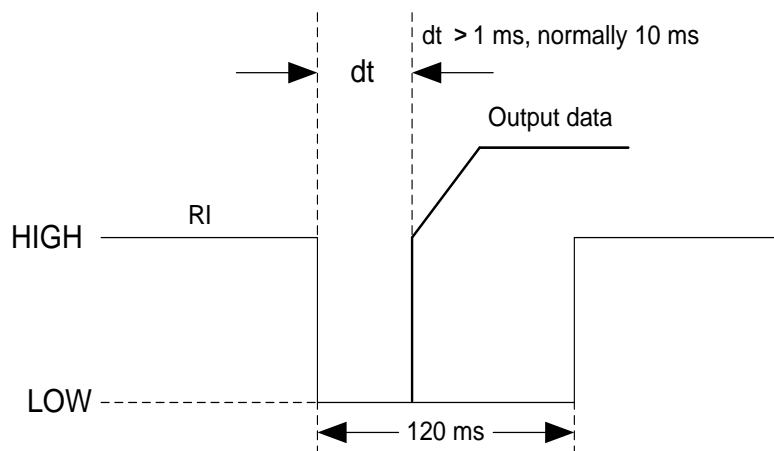 dt > 1 ms, normally 10 ms
dt
Output data
RI
HIGH
LOW
120 ms